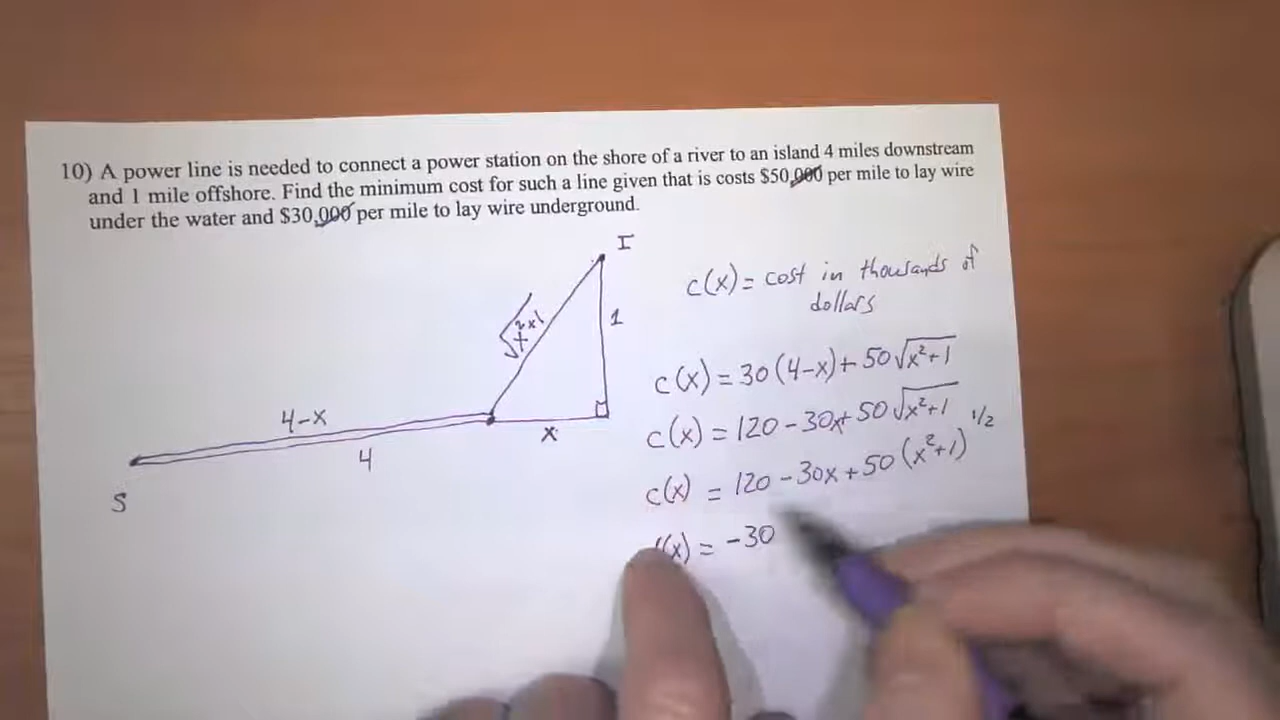 10) A power line is needed to connect a power station on the shore of a river to an island 4 miles downstream
and 1 mile offshore. Find the minimum cost for such a line given that is costs $50,000 per mile to lay wire
under the water and $30,000 per mile to lay wire underground.
I
√x²+1
1
4-x
x
4
S
c(x) = cost in thousands of
dollars
c(x) = 30(4-x)+50√x²+1
c(x) = 120-30x+50√x²+1
c(x) = 120-30x+50(x²+1)^1/2
'(x) = -30